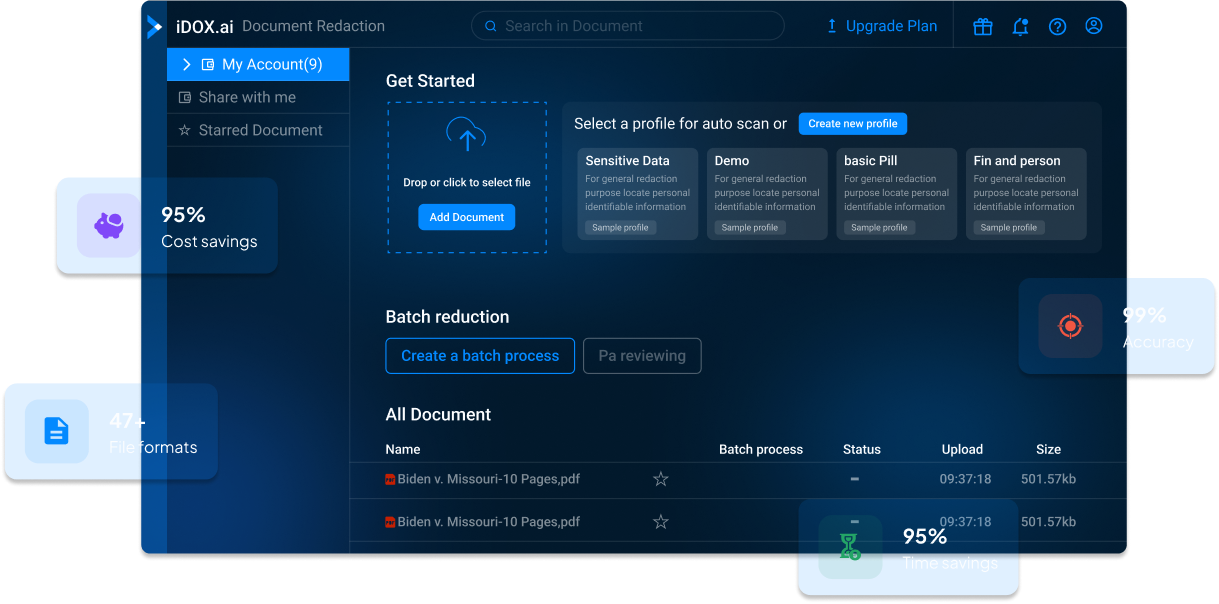 iDOX.ai Document Redaction
Search in Document
Upgrade Plan
My Account(9)
Share with me
Starred Document
Get Started
Drop or click to select file
Add Document
Select a profile for auto scan or
Create new profile
Sensitive Data
For general redaction
purpose locate personal
identifiable information
Sample profile
Demo
For general redaction
purpose locate personal
identifiable information
Sample profile
basic Pill
For general redaction
purpose locate personal
identifiable information
Sample profile
Fin and person
For general redaction
purpose locate personal
identifiable information
Sample profile
95%
Cost savings
99%
Accuracy
Batch reduction
Create a batch process
Pa reviewing
47+
File formats
All Document
Name Batch process Status Upload Size
Biden v. Missouri-10 Pages,pdf – 09:37:18 501.57kb
Biden v. Missouri-10 Pages,pdf – 09:37:18 501.57kb
95%
Time savings